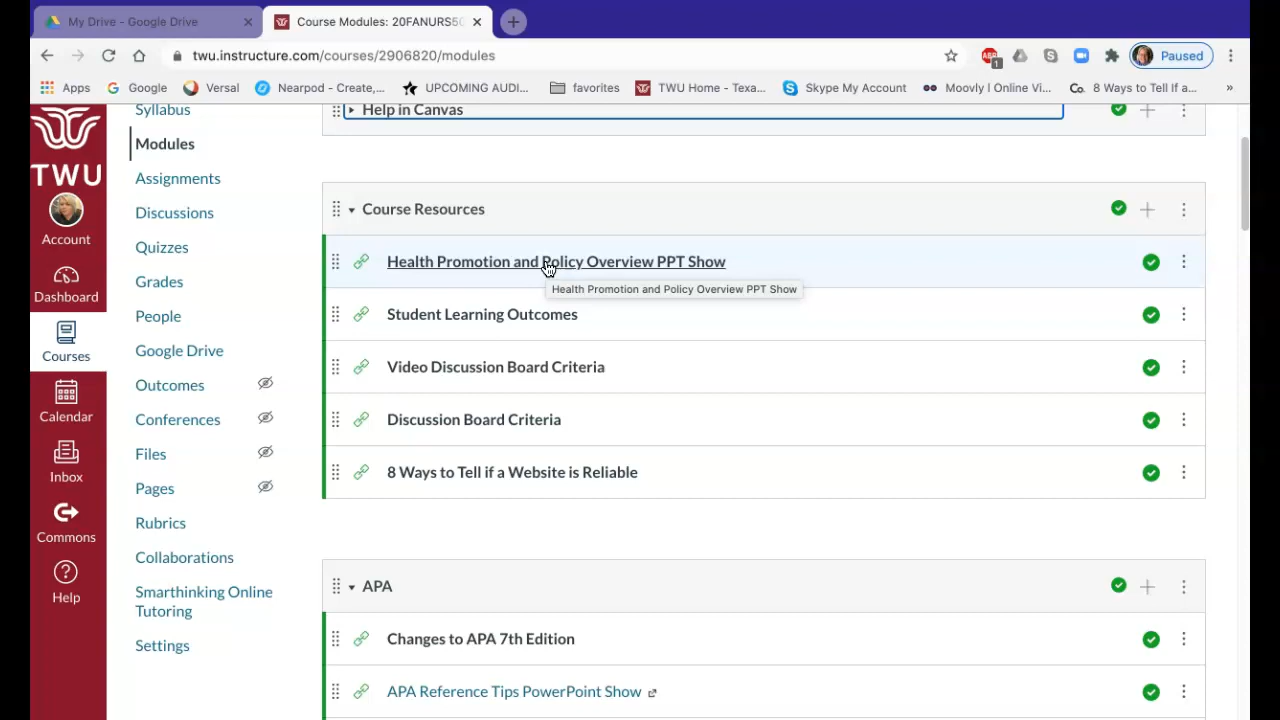 My Drive - Google Drive
Course Modules: 20FANURS5
twu.instructure.com/courses/2906820/modules
ABP
1
Paused
Apps
Google
Versal
Nearpod - Create,...
UPCOMING AUDI...
favorites
TWU Home - Texa...
Skype My Account
Moovly I Online Vi...
Co.
8 Ways to Tell If a...
»
TWU
Account
Dashboard
Courses
Calendar
Inbox
Commons
Help
Syllabus
Modules
Assignments
Discussions
Quizzes
Grades
People
Google Drive
Outcomes
Conferences
Files
Pages
Rubrics
Collaborations
Smarthinking Online
Tutoring
Settings
Help in Canvas
Course Resources
Health Promotion and Policy Overview PPT Show
Health Promotion and Policy Overview PPT Show
Student Learning Outcomes
Video Discussion Board Criteria
Discussion Board Criteria
8 Ways to Tell if a Website is Reliable
APA
Changes to APA 7th Edition
APA Reference Tips PowerPoint Show